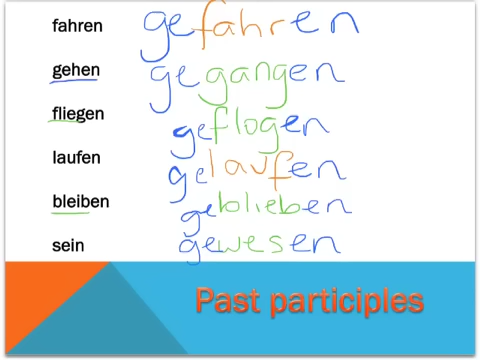 fahren gefahren
gehen gegangen
fliegen geflogen
laufen gelaufen
bleiben geblieben
sein gewesen
Past participles